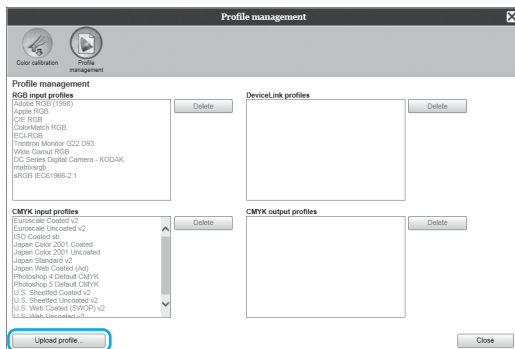 Profile management
Color calibration
Profile
management
Profile management
RGB input profiles
Adobe RGB (1998)
Apple RGB
CIE RGB
ColorMatch RGB
ECI-RGB
Trinitron Monitor G22 D93
Wide Gamut RGB
DC Series Digital Camera - KODAK
matrixsrgb
sRGB IEC61966-2.1
Delete
DeviceLink profiles
Delete
CMYK input profiles
Euroscale Coated v2
Euroscale Uncoated v2
ISO Coated sb
Japan Color 2001 Coated
Japan Color 2001 Uncoated
Japan Standard v2
Japan Web Coated (Ad)
Photoshop 4 Default CMYK
Photoshop 5 Default CMYK
U.S. Sheetfed Coated v2
U.S. Sheetfed Uncoated v2
U.S. Web Coated (SWOP) v2
U.S. Web Uncoated v2
Delete
CMYK output profiles
Delete
Upload profile...
Close